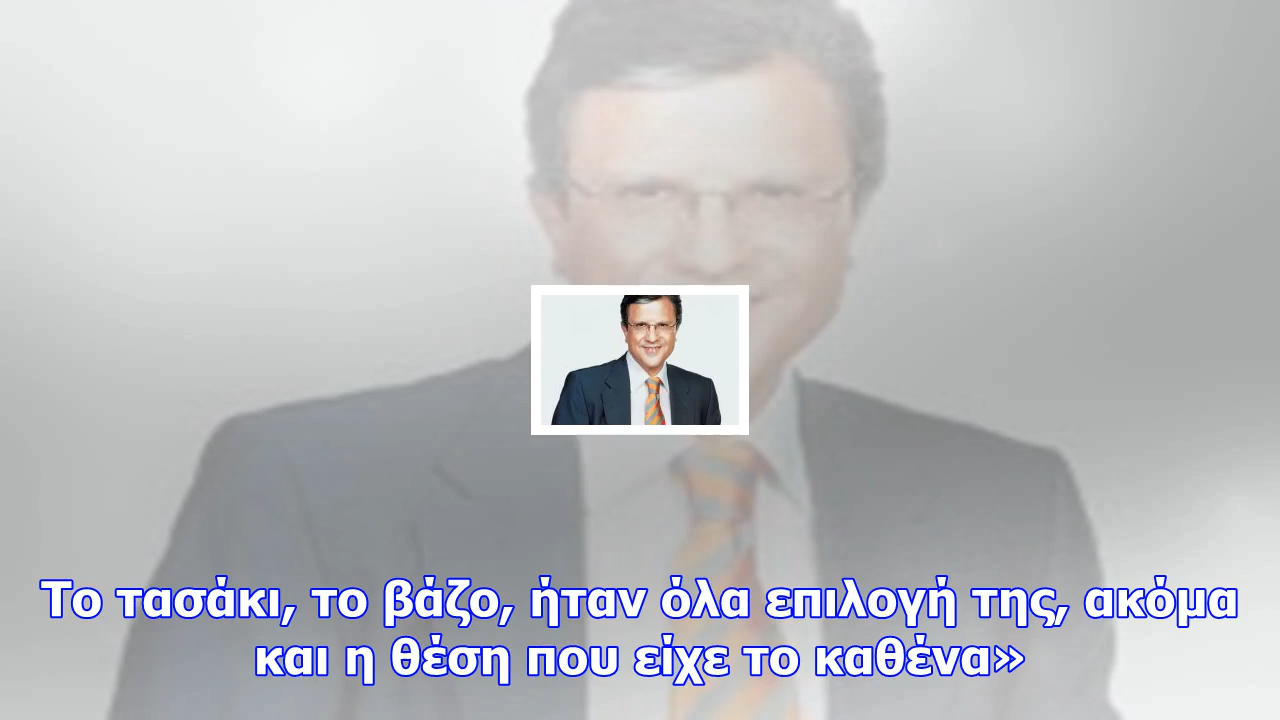 Το τασάκι, το βάζο, ήταν όλα επιλογή της, ακόμα
και η θέση που είχε το καθένα»